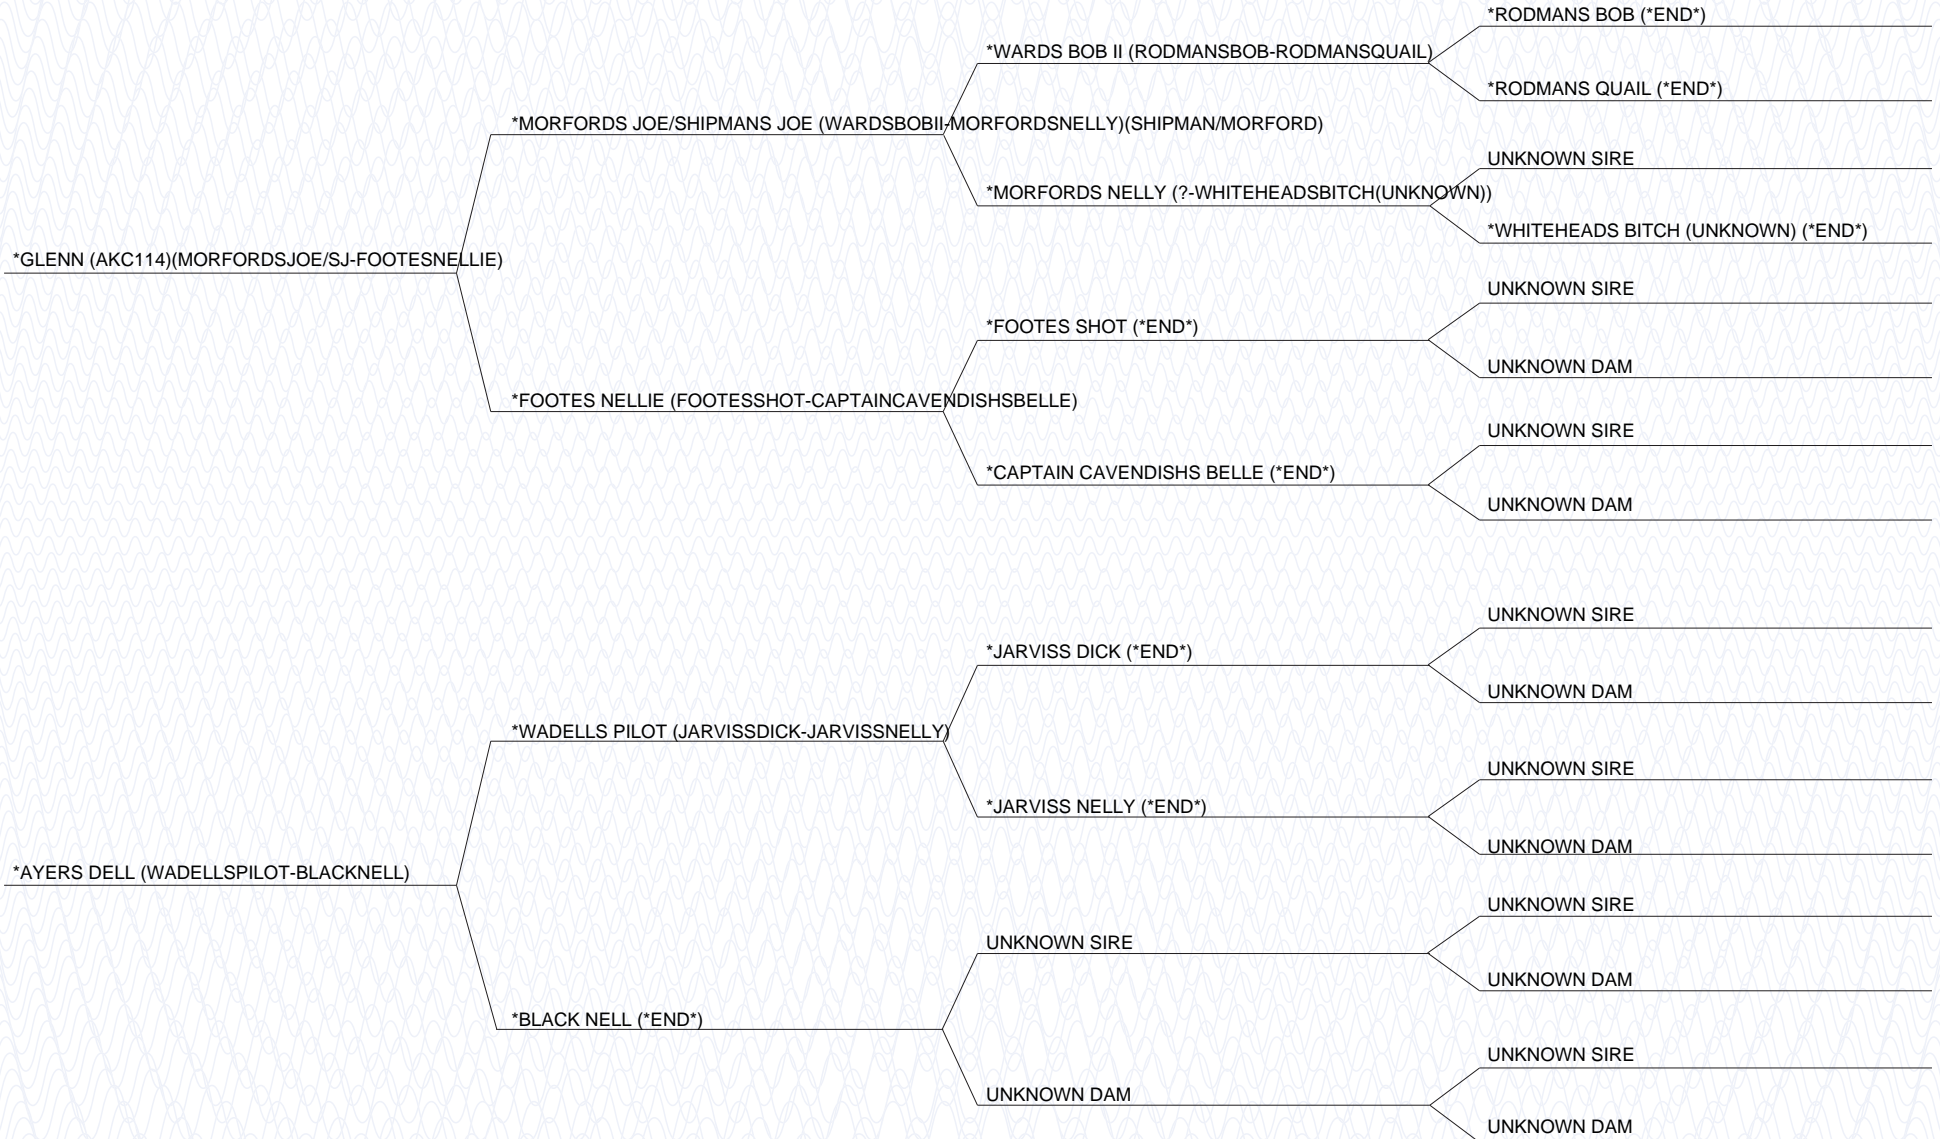 *RODMANS BOB (*END*)
*WARDS BOB II (RODMANSBOB-RODMANSQUAIL)
*RODMANS QUAIL (*END*)
*MORFORDS JOE/SHIPMANS JOE (WARDSBOBII-MORFORDSNELLY)(SHIPMAN/MORFORD)
UNKNOWN SIRE
*MORFORDS NELLY (?-WHITEHEADSBITCH(UNKNOWN))
*WHITEHEADS BITCH (UNKNOWN) (*END*)
*GLENN (AKC114)(MORFORDSJOE/SJ-FOOTESNELLIE)
UNKNOWN SIRE
*FOOTES SHOT (*END*)
UNKNOWN DAM
*FOOTES NELLIE (FOOTESSHOT-CAPTAINCAVENDISHSBELLE)
UNKNOWN SIRE
*CAPTAIN CAVENDISHS BELLE (*END*)
UNKNOWN DAM
UNKNOWN SIRE
*JARVISS DICK (*END*)
UNKNOWN DAM
*WADELLS PILOT (JARVISSDICK-JARVISSNELLY)
UNKNOWN SIRE
*JARVISS NELLY (*END*)
UNKNOWN DAM
*AYERS DELL (WADELLSPILOT-BLACKNELL)
UNKNOWN SIRE
UNKNOWN SIRE
UNKNOWN DAM
*BLACK NELL (*END*)
UNKNOWN SIRE
UNKNOWN DAM
UNKNOWN DAM